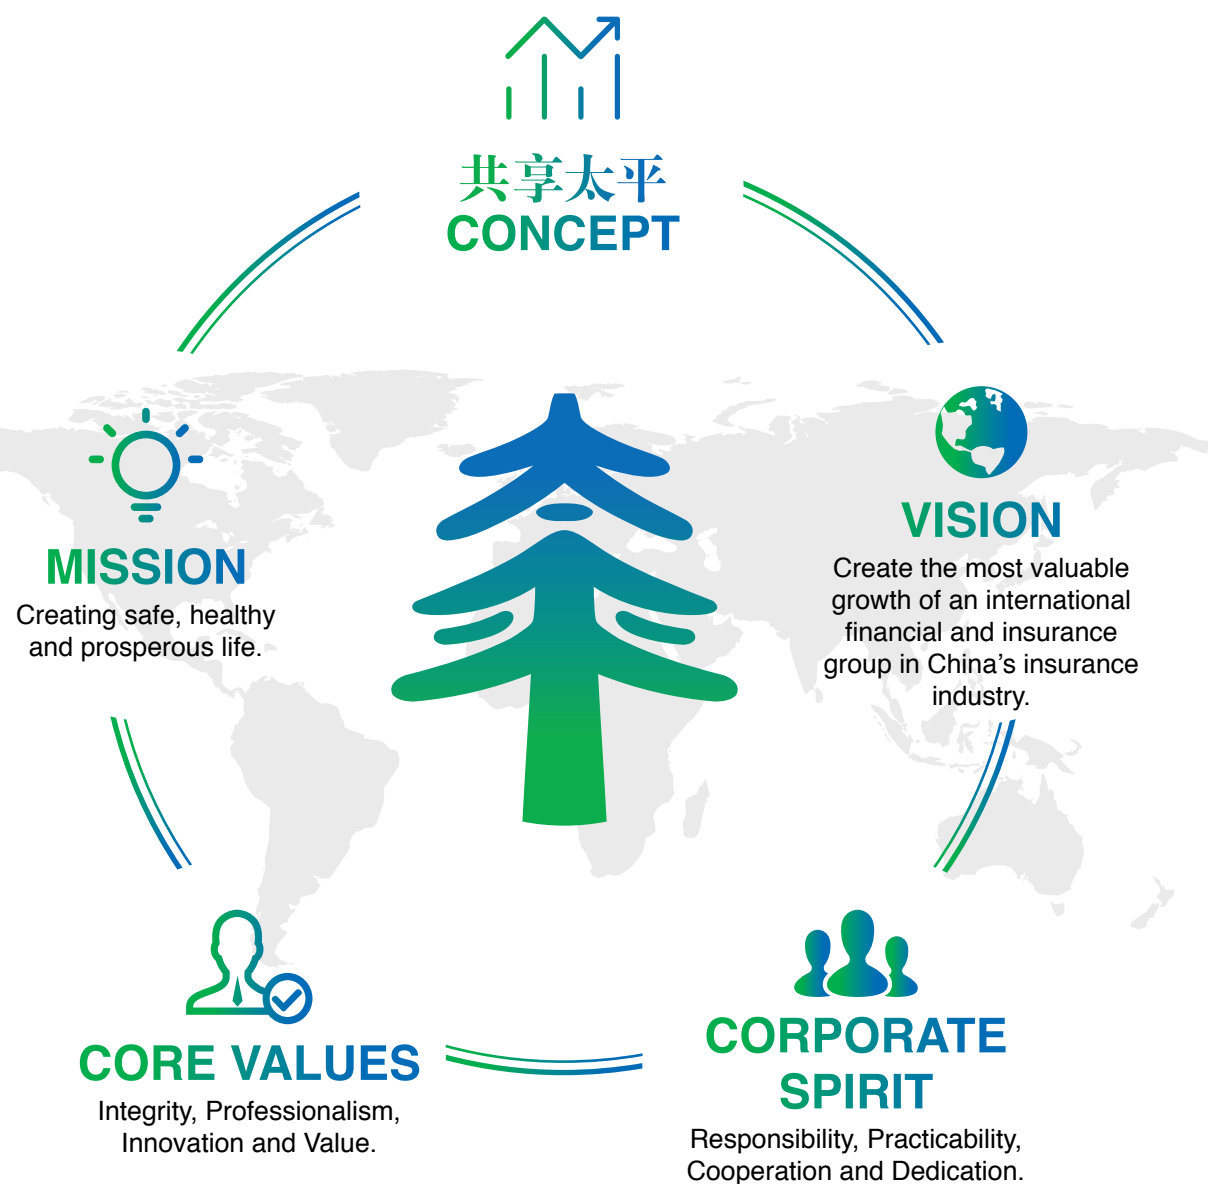 共享太平
CONCEPT
MISSION
Creating safe, healthy
and prosperous life.
VISION
Create the most valuable
growth of an international
financial and insurance
group in China’s insurance
industry.
CORE VALUES
Integrity, Professionalism,
Innovation and Value.
CORPORATE
SPIRIT
Responsibility, Practicability,
Cooperation and Dedication.